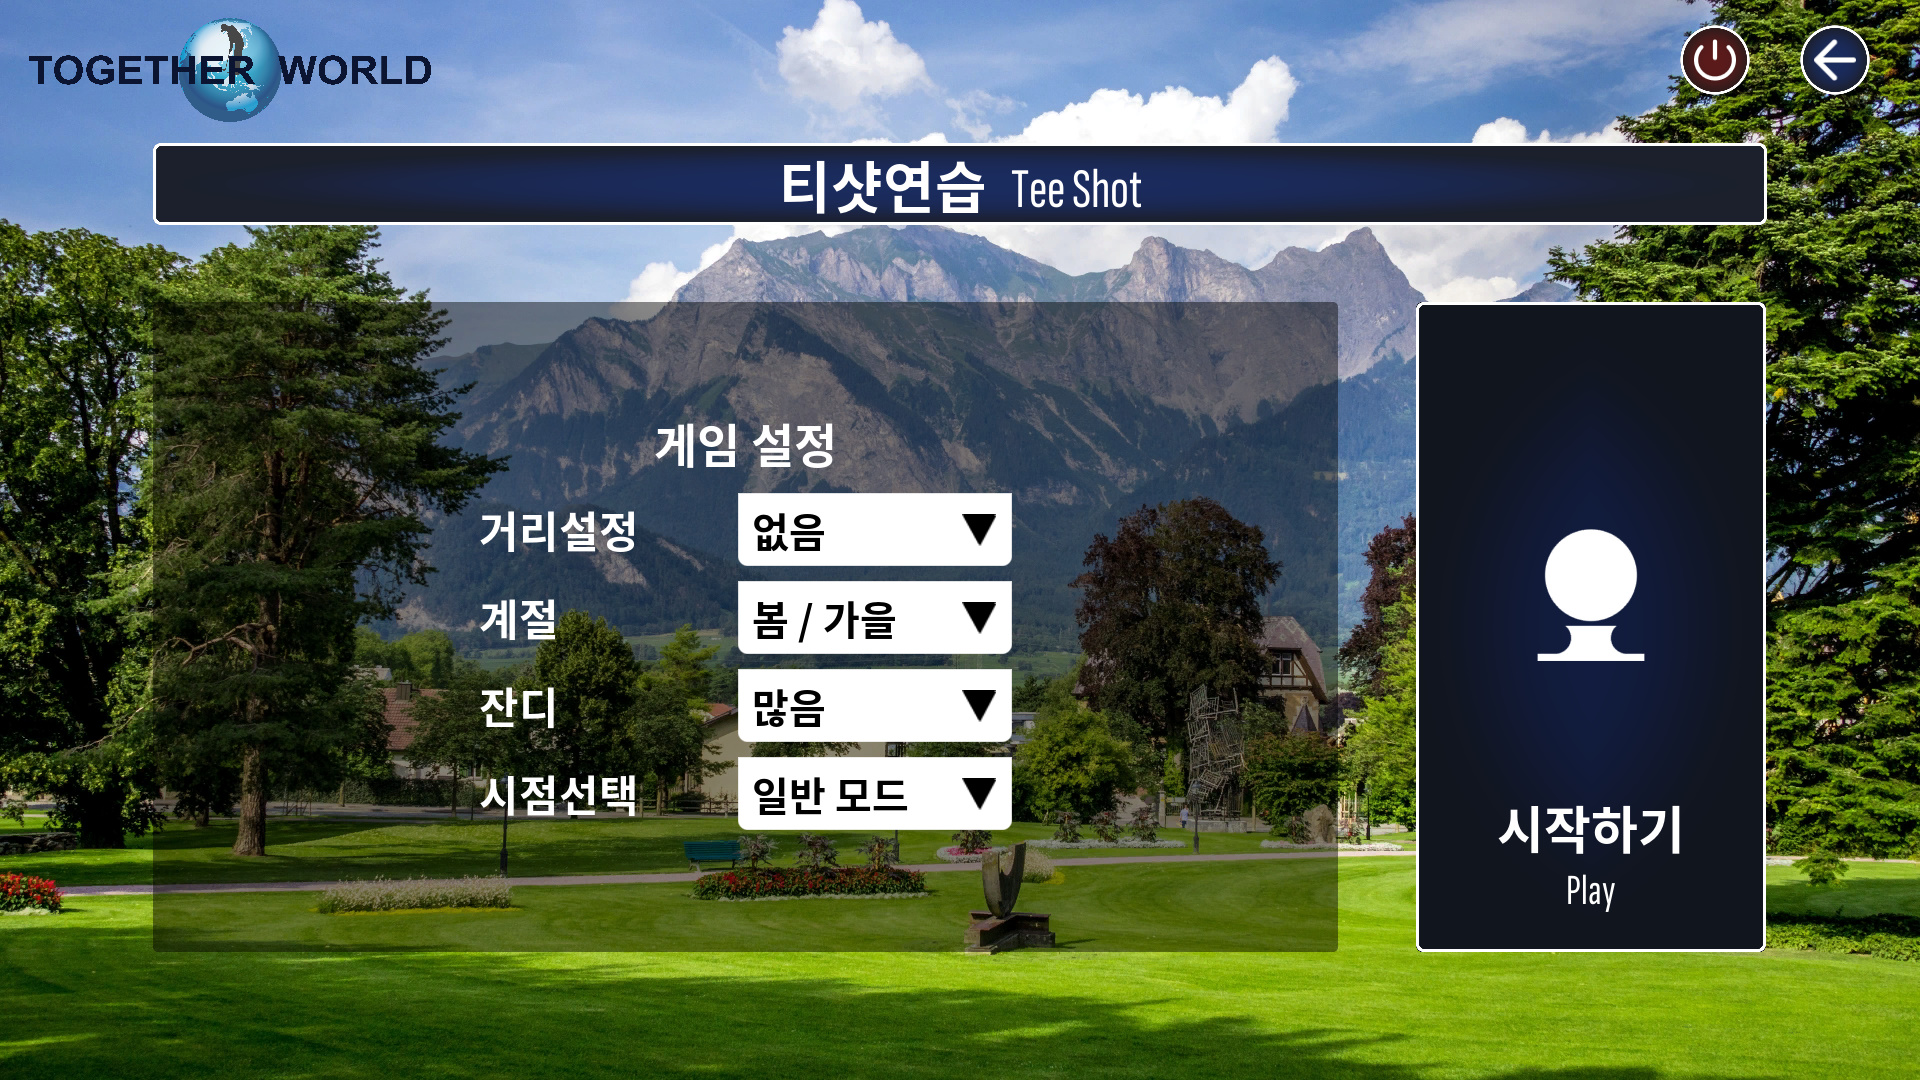 TOGETHER WORLD
티샷연습 Tee Shot
게임 설정
거리설정 없음
계절 봄 / 가을
잔디 많음
시점선택 일반 모드
시작하기
Play